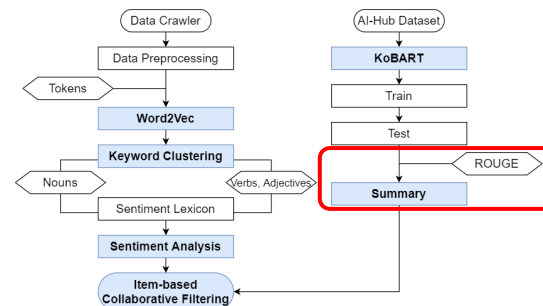 Data Crawler
Data Preprocessing
Tokens
Word2Vec
Keyword Clustering
Nouns
Verbs, Adjectives
Sentiment Lexicon
Sentiment Analysis
Item-based
Collaborative Filtering
AI-Hub Dataset
KoBART
Train
Test
ROUGE
Summary